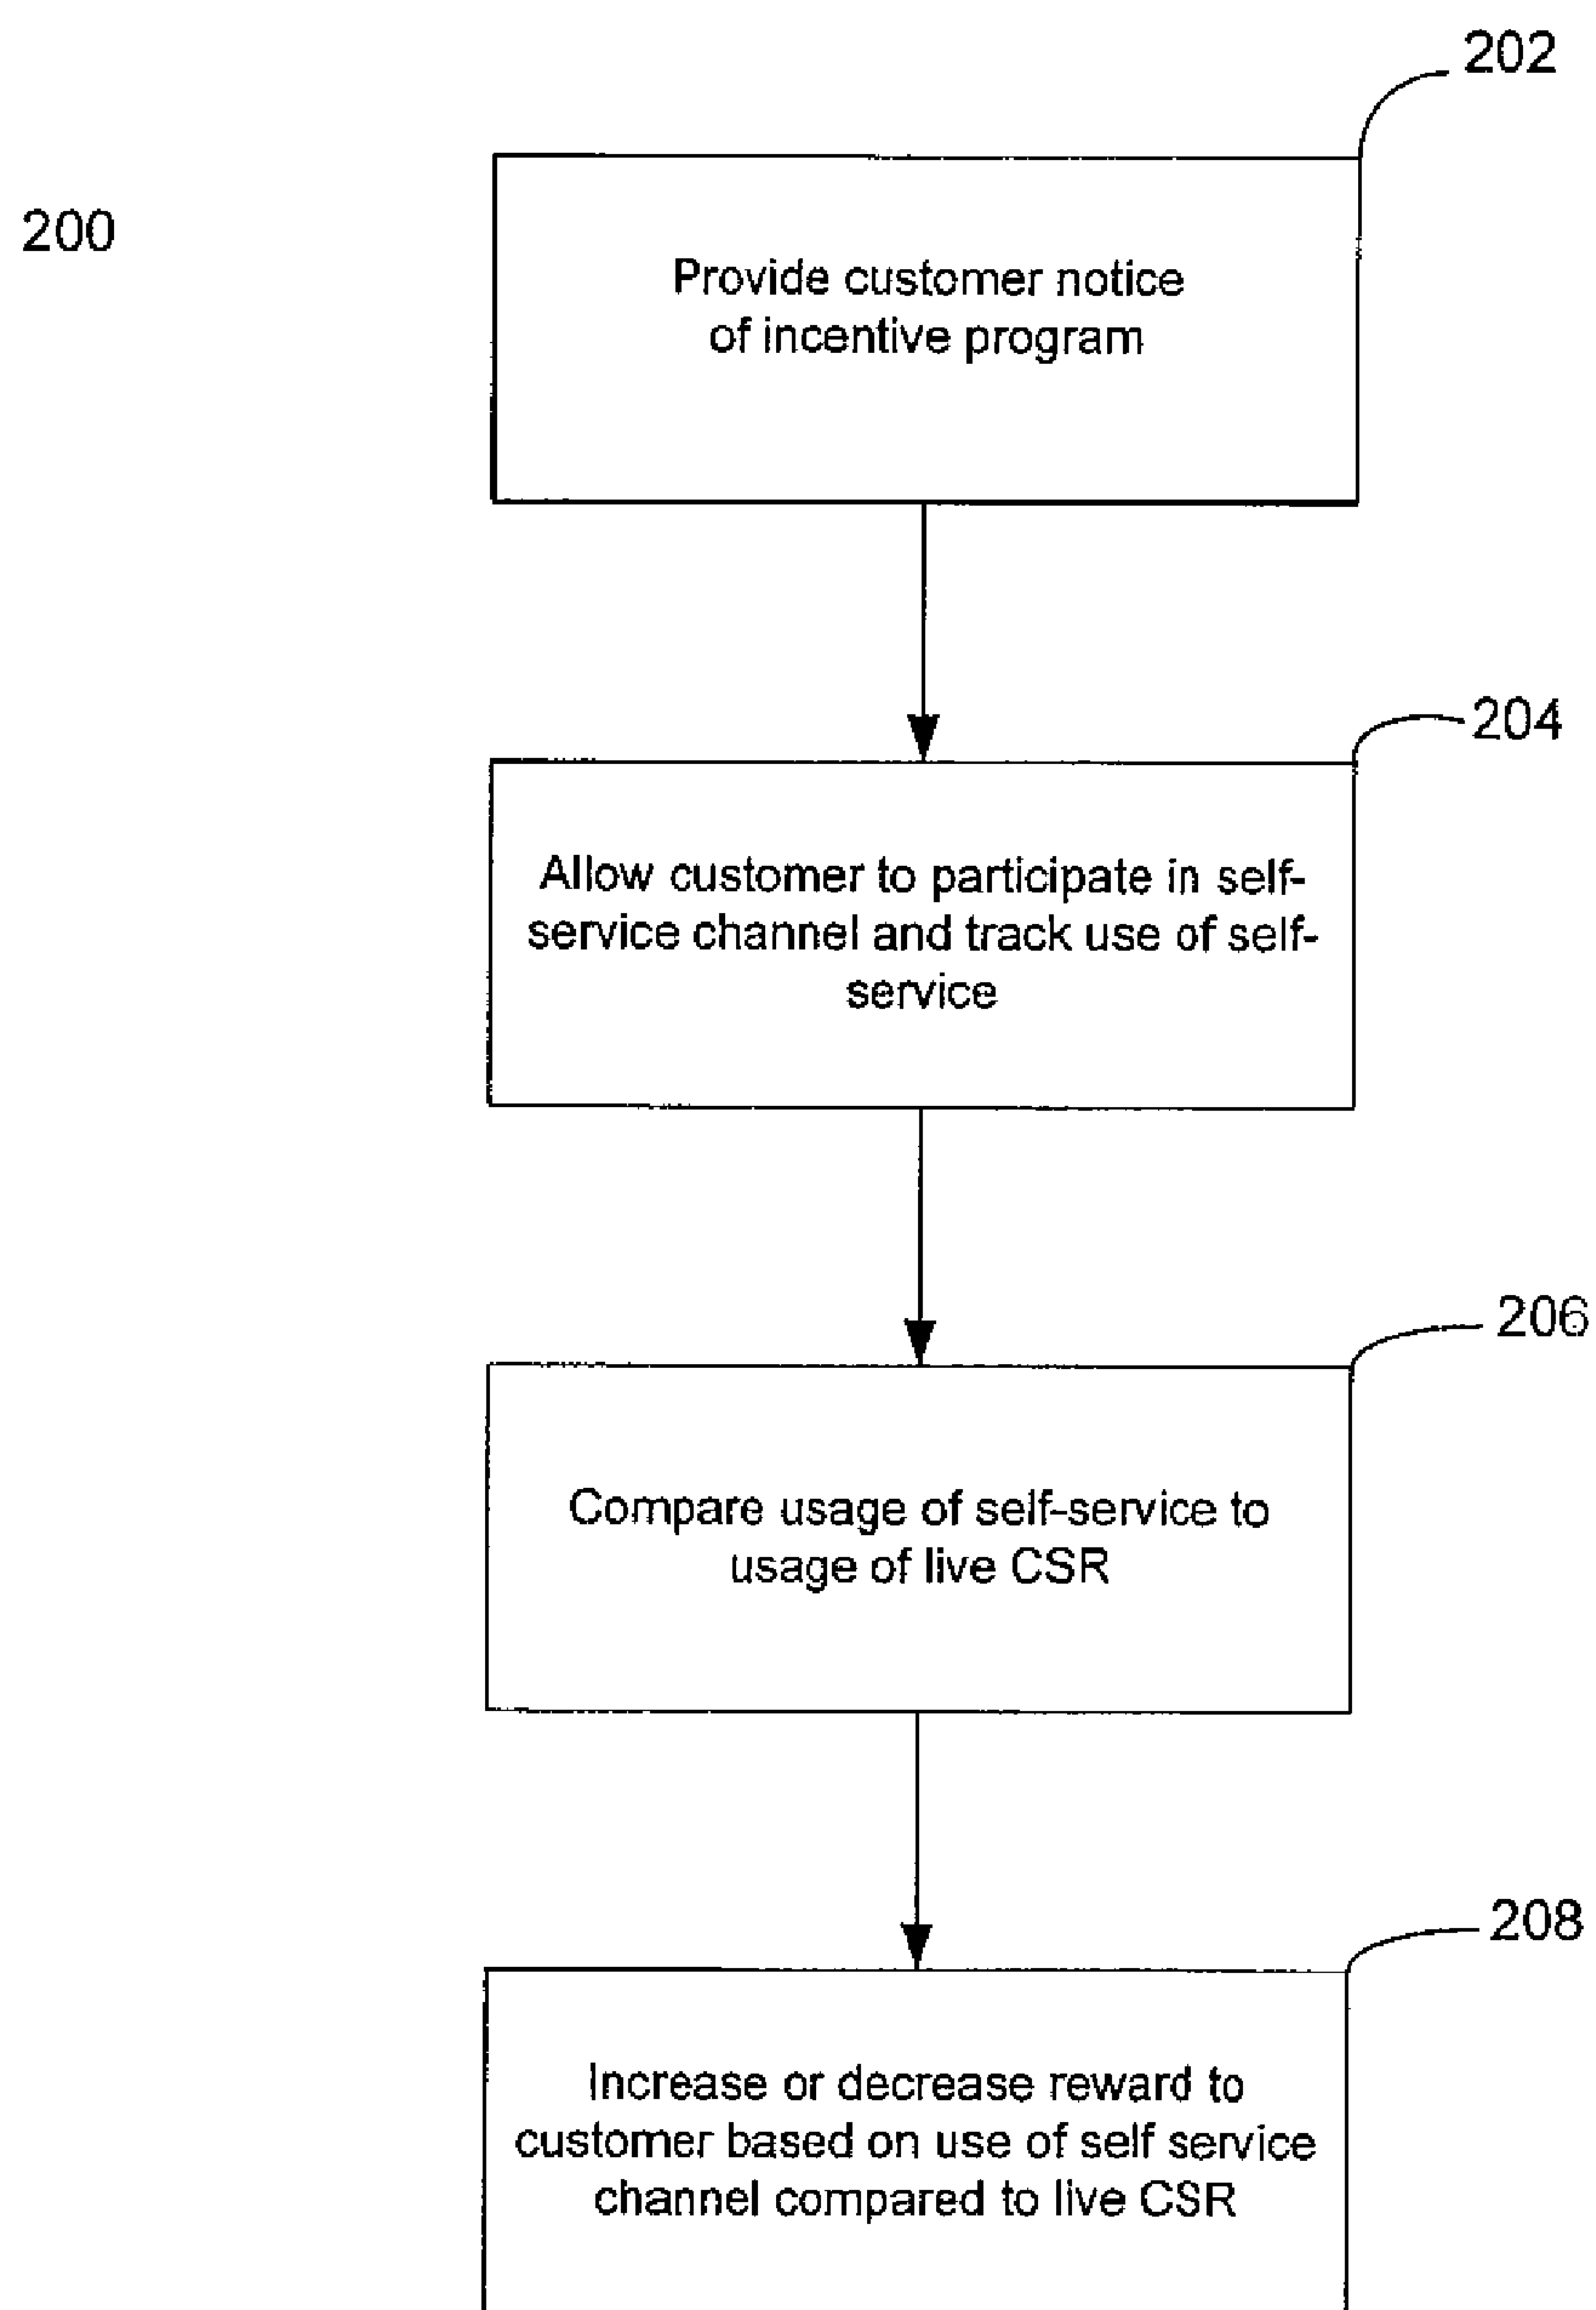 202
200
Provide customer notice
of incentive program
204
Allow customer to participate in self-
service channel and track use of self-
service
206
Compare usage of self-service to
usage of live CSR
208
Increase or decrease reward to
customer based on use of self service
channel compared to live CSR